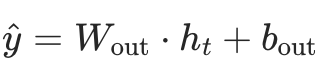 ŷ = W_out · h_t + b_out